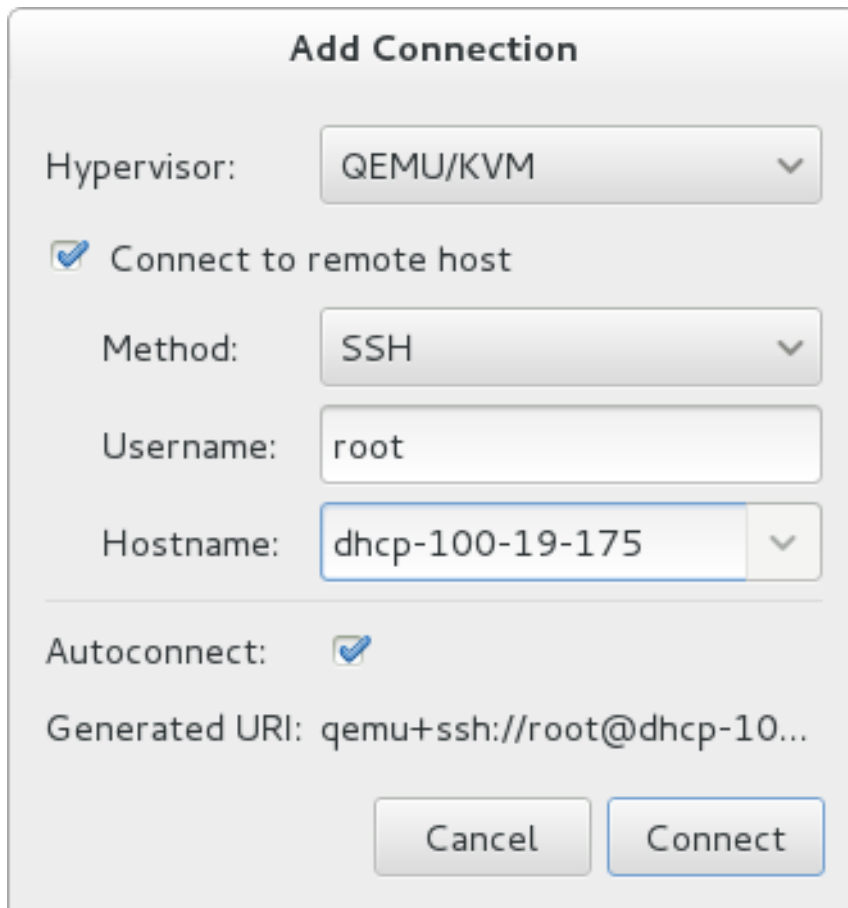 Add Connection
Hypervisor: QEMU/KVM
Connect to remote host
Method: SSH
Username: root
Hostname: dhcp-100-19-175
Autoconnect:
Generated URI: qemu+ssh://root@dhcp-10...
Cancel Connect